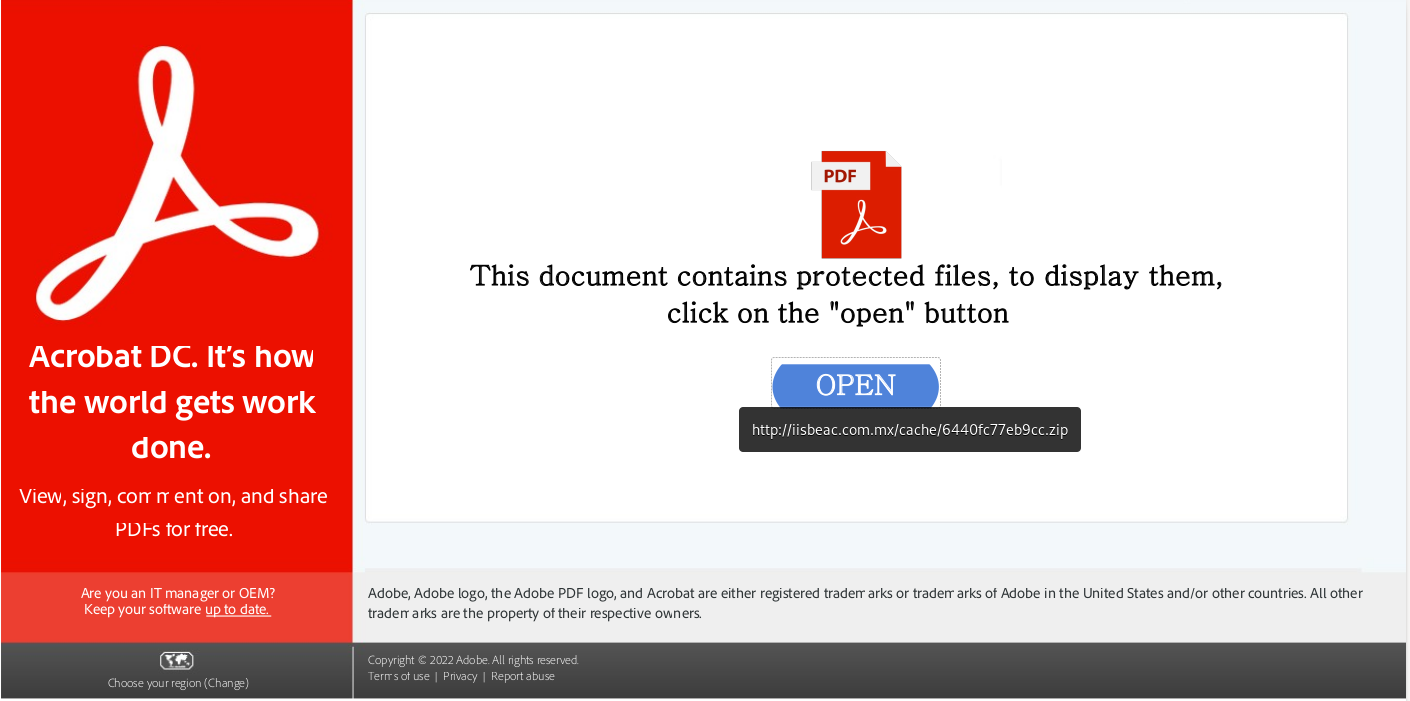 Acrobat DC. It's how
the world gets work
done.
View, sign, comment on, and share
PDFs for free.
Are you an IT manager or OEM?
Keep your software up to date.
Choose your region (Change)
PDF
This document contains protected files, to display them,
click on the "open" button
OPEN
http://iisbeac.com.mx/cache/6440fc77eb9cc.zip
Adobe, Adobe logo, the Adobe PDF logo, and Acrobat are either registered trademarks or trademarks of Adobe in the United States and/or other countries. All other
trademarks are the property of their respective owners.
Copyright © 2022 Adobe. All rights reserved.
Terms of use | Privacy | Report abuse